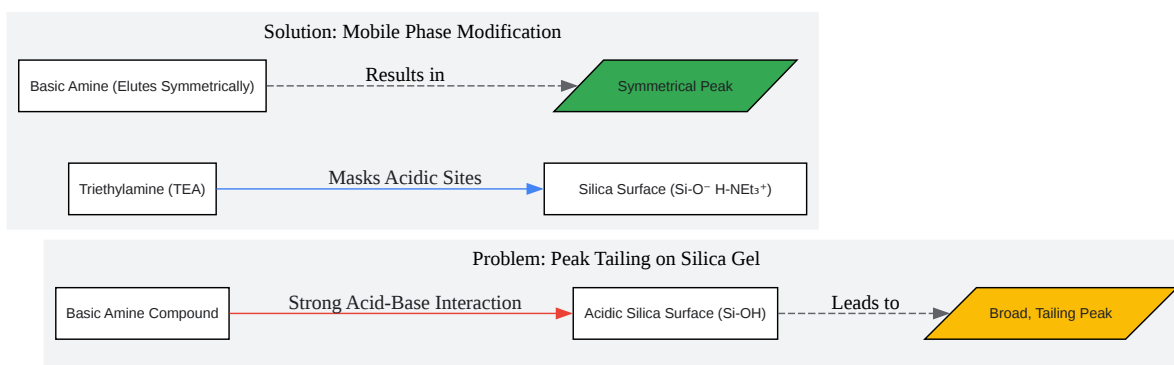 Solution: Mobile Phase Modification
Basic Amine (Elutes Symmetrically)
Results in
Symmetrical Peak
Triethylamine (TEA)
Masks Acidic Sites
Silica Surface (Si-O⁻ H-NEt₃⁺)
Problem: Peak Tailing on Silica Gel
Basic Amine Compound
Strong Acid-Base Interaction
Acidic Silica Surface (Si-OH)
Leads to
Broad, Tailing Peak